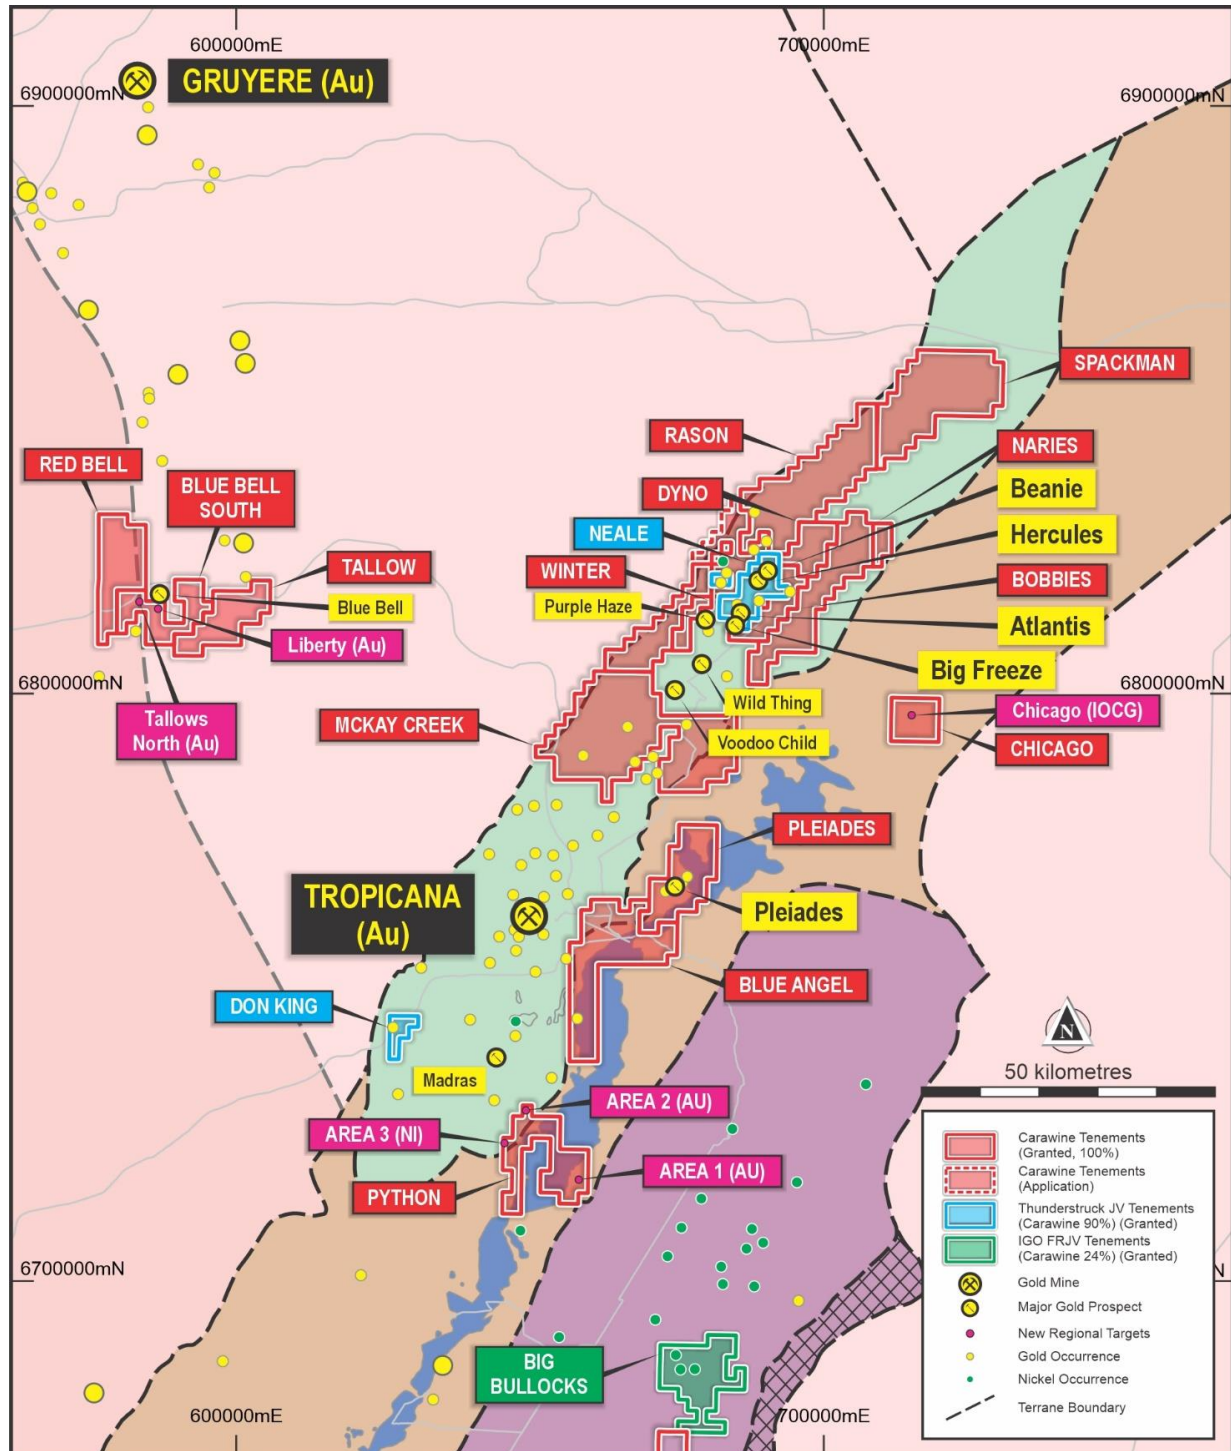 600000mE
700000mE
GRUYERE (Au)
6900000mN
6900000mN
SPACKMAN
RASON
NARIES
RED BELL
BLUE BELL
SOUTH
DYNO
Beanie
NEALE
Hercules
TALLOW
WINTER
BOBBIES
Blue Bell
Purple Haze
Atlantis
Liberty (Au)
Big Freeze
6800000mN
6800000mN
Wild Thing
Tallows
North (Au)
MCKAY CREEK
Voodoo Child
Chicago (IOCG)
CHICAGO
PLEIADES
TROPICANA
(Au)
Pleiades
BLUE ANGEL
DON KING
N
50 kilometres
Madras
AREA 2 (AU)
AREA 3 (NI)
AREA 1 (AU)
PYTHON
6700000mN
N
BIG
BULLOCKS
600000mE
700000mE
Carawine Tenements
(Granted, 100%)
Carawine Tenements
(Application)
Thunderstruck JV Tenements
(Carawine 90%) (Granted)
IGO FRJV Tenements
(Carawine 24%) (Granted)
Gold Mine
Major Gold Prospect
New Regional Targets
Gold Occurrence
Nickel Occurrence
Terrane Boundary